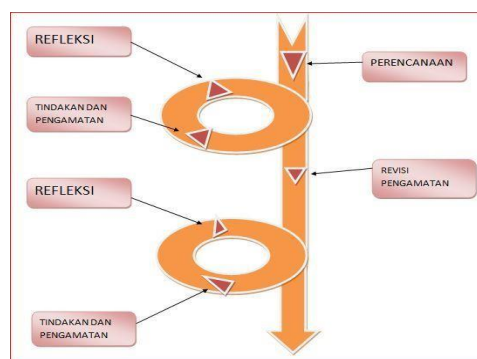 REFLEKSI
PERENCANAAN
TINDAKAN DAN
PENGAMATAN
REVISI
PENGAMATAN
REFLEKSI
TINDAKAN DAN
PENGAMATAN